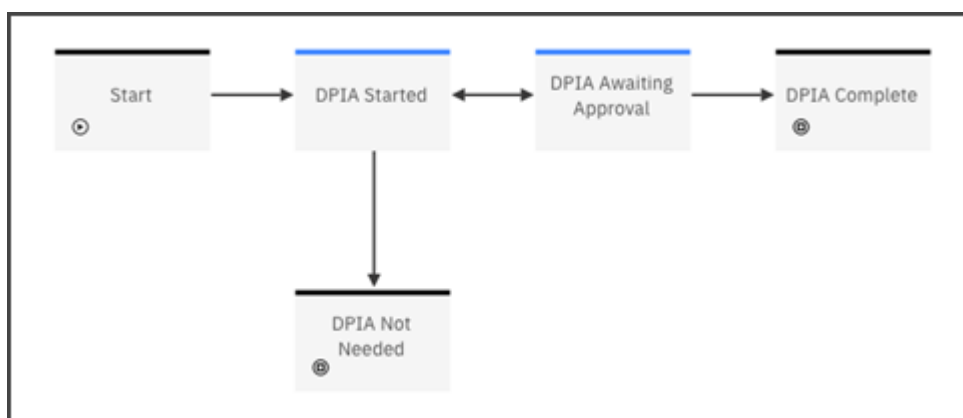 Start
DPIA Started
DPIA Awaiting
Approval
DPIA Complete
DPIA Not
Needed